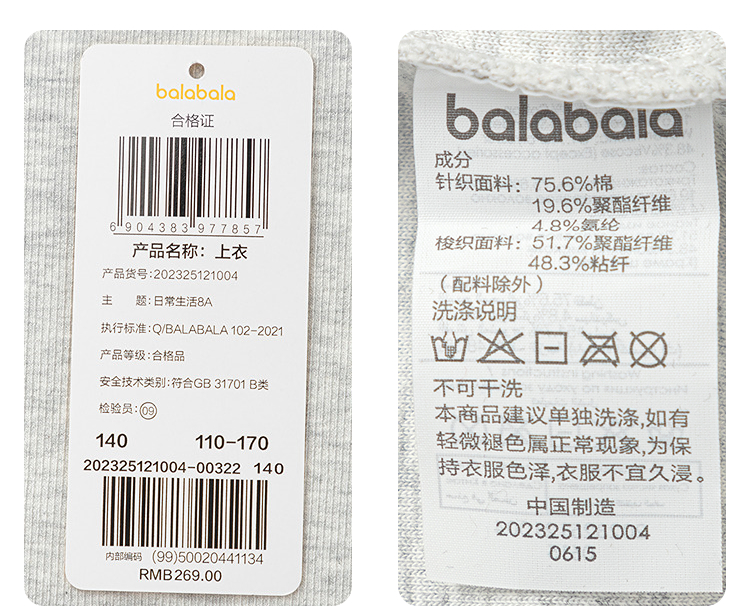 balabala
合格证
6 904383 977857
产品名称：上衣
产品货号：202325121004
主 题：日常生活8A
执行标准：Q/BALABALA 102-2021
产品等级：合格品
安全技术类别：符合GB 31701 B类
检验员：09
140 110-170
202325121004-00322 140
内部编码 (99)50020441134
RMB269.00
balabala
成分
针织面料：75.6%棉
19.6%聚酯纤维
4.8%氨纶
梭织面料：51.7%聚酯纤维
48.3%粘纤
（配料除外）
洗涤说明
不可干洗
本商品建议单独洗涤,如有
轻微褪色属正常现象,为保
持衣服色泽,衣服不宜久浸。
中国制造
202325121004
0615